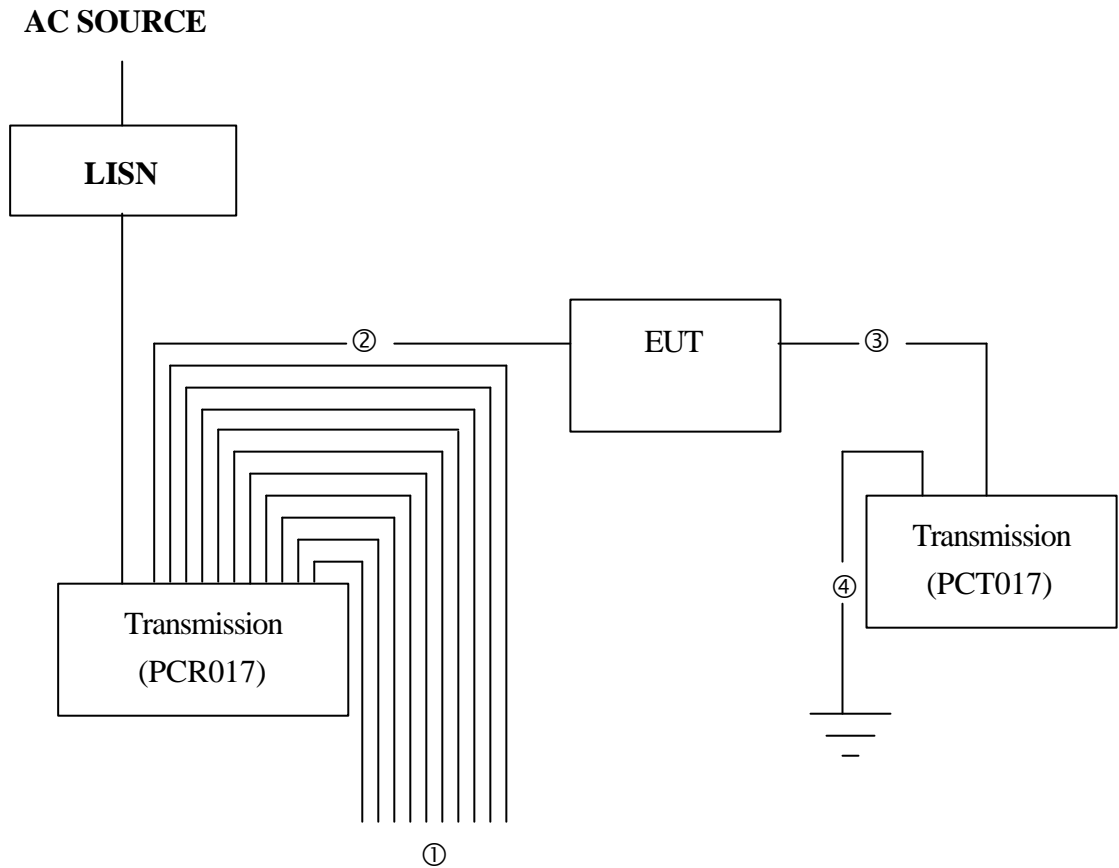 AC SOURCE
LISN
②
EUT
③
Transmission
(PCT017)
④
Transmission
(PCR017)
①